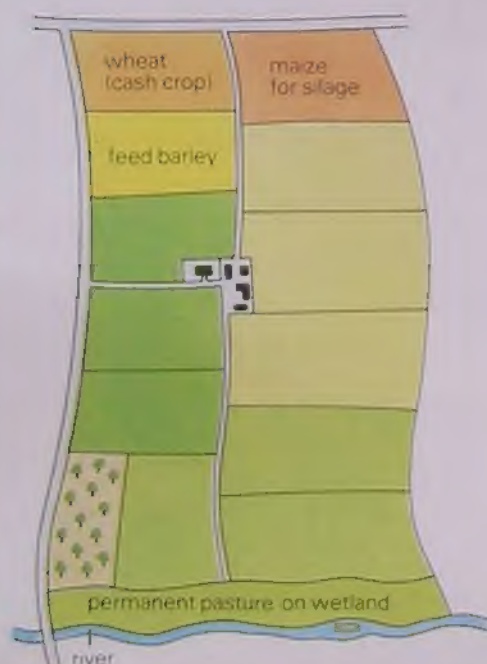 wheat
(cash crop)
maize
for silage
feed barley
permanent pasture on wetland
river